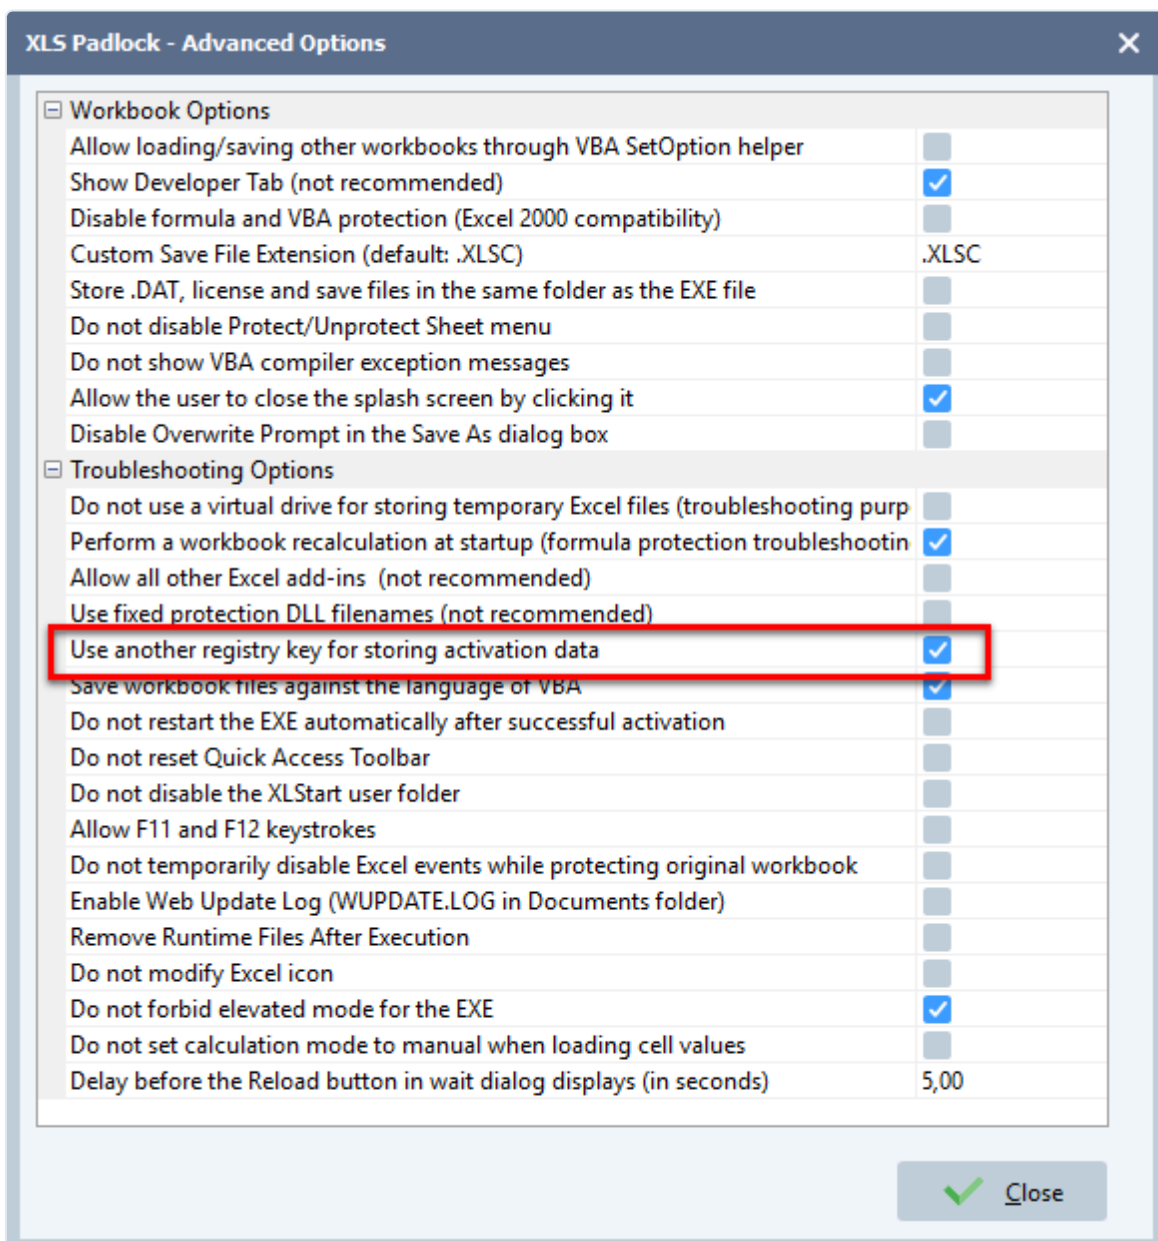 XLS Padlock - Advanced Options
Workbook Options
Allow loading/saving other workbooks through VBA SetOption helper
Show Developer Tab (not recommended)
Disable formula and VBA protection (Excel 2000 compatibility)
Custom Save File Extension (default: .XLSC) .XLSC
Store .DAT, license and save files in the same folder as the EXE file
Do not disable Protect/Unprotect Sheet menu
Do not show VBA compiler exception messages
Allow the user to close the splash screen by clicking it
Disable Overwrite Prompt in the Save As dialog box
Troubleshooting Options
Do not use a virtual drive for storing temporary Excel files (troubleshooting purp
Perform a workbook recalculation at startup (formula protection troubleshootin
Allow all other Excel add-ins (not recommended)
Use fixed protection DLL filenames (not recommended)
Use another registry key for storing activation data
Save workbook files against the language of VBA
Do not restart the EXE automatically after successful activation
Do not reset Quick Access Toolbar
Do not disable the XLStart user folder
Allow F11 and F12 keystrokes
Do not temporarily disable Excel events while protecting original workbook
Enable Web Update Log (WUPDATE.LOG in Documents folder)
Remove Runtime Files After Execution
Do not modify Excel icon
Do not forbid elevated mode for the EXE
Do not set calculation mode to manual when loading cell values
Delay before the Reload button in wait dialog displays (in seconds) 5,00
Close